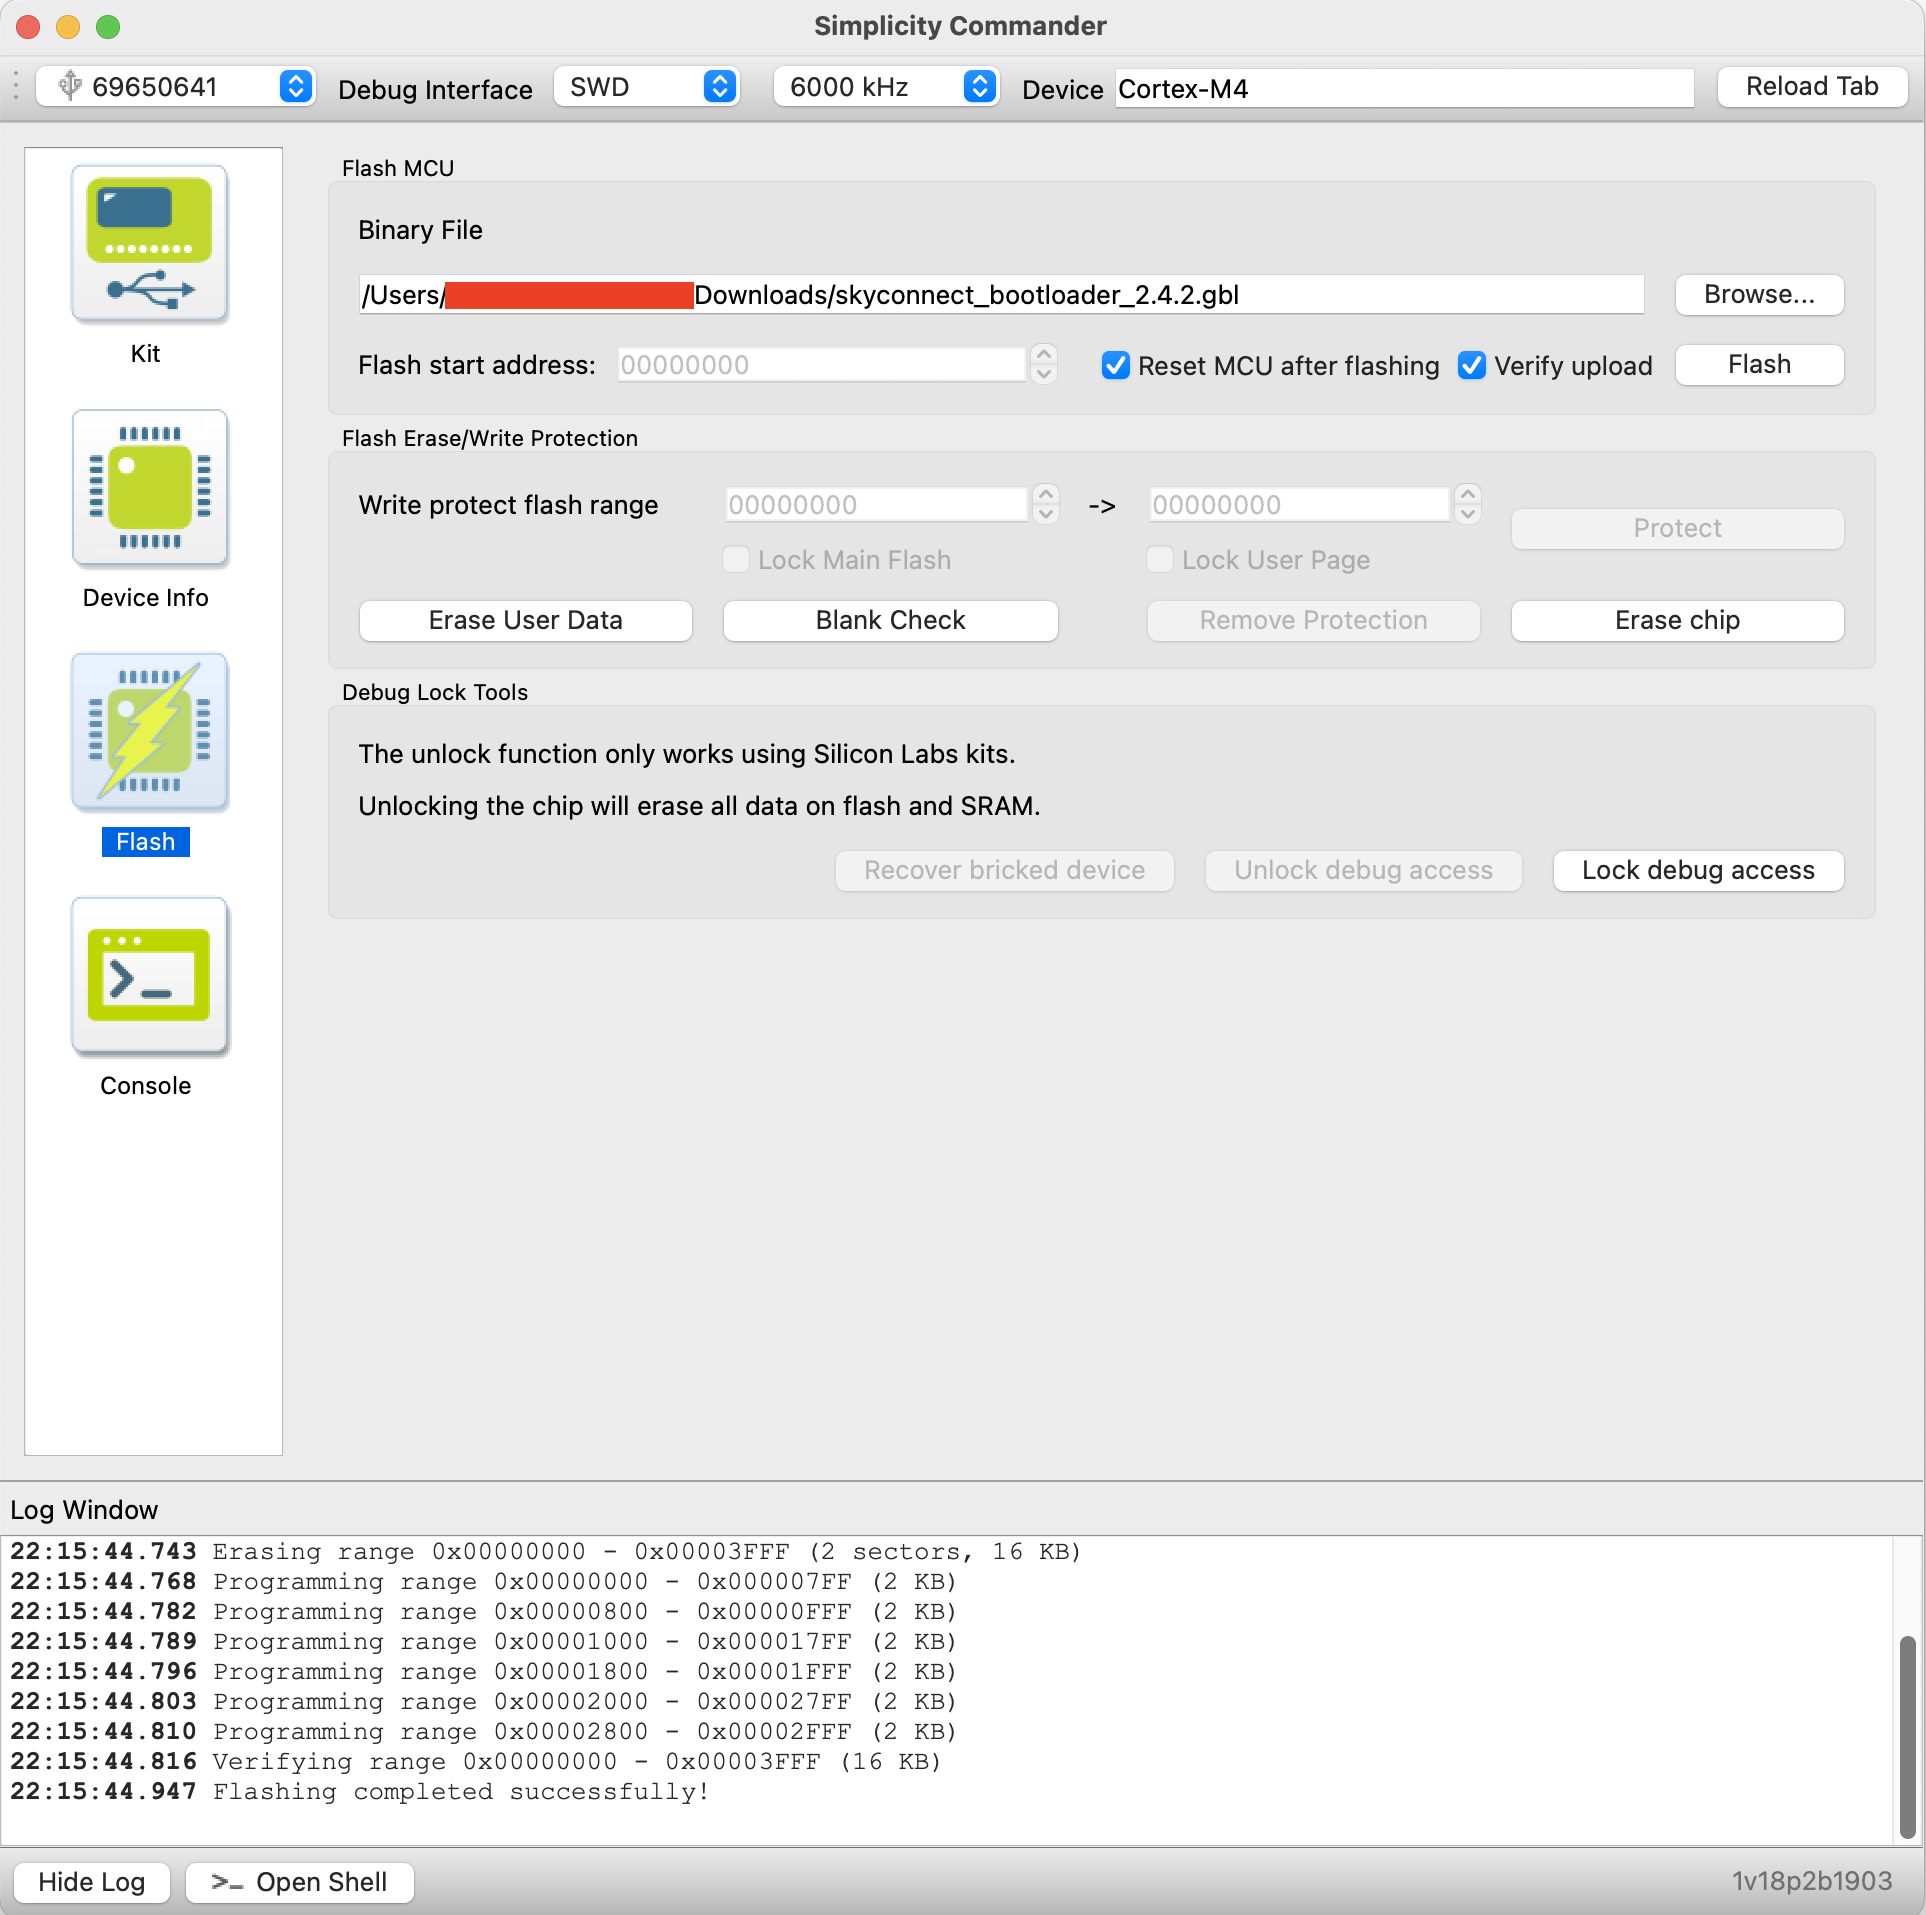 Simplicity Commander
69650641 Debug Interface SWD 6000 kHz Device Cortex-M4 Reload Tab
Kit
Device Info
Flash
Console
Flash MCU
Binary File
/Users/ Downloads/skyconnect_bootloader_2.4.2.gbl Browse...
Flash start address: 00000000 Reset MCU after flashing Verify upload Flash
Flash Erase/Write Protection
Write protect flash range 00000000 -> 00000000 Protect
Lock Main Flash Lock User Page
Erase User Data Blank Check Remove Protection Erase chip
Debug Lock Tools
The unlock function only works using Silicon Labs kits.
Unlocking the chip will erase all data on flash and SRAM.
Recover bricked device Unlock debug access Lock debug access
Log Window
22:15:44.743 Erasing range 0x00000000 - 0x00003FFF (2 sectors, 16 KB)
22:15:44.768 Programming range 0x00000000 - 0x000007FF (2 KB)
22:15:44.782 Programming range 0x00000800 - 0x00000FFF (2 KB)
22:15:44.789 Programming range 0x00001000 - 0x000017FF (2 KB)
22:15:44.796 Programming range 0x00001800 - 0x00001FFF (2 KB)
22:15:44.803 Programming range 0x00002000 - 0x000027FF (2 KB)
22:15:44.810 Programming range 0x00002800 - 0x00002FFF (2 KB)
22:15:44.816 Verifying range 0x00000000 - 0x00003FFF (16 KB)
22:15:44.947 Flashing completed successfully!
Hide Log >_ Open Shell 1v18p2b1903